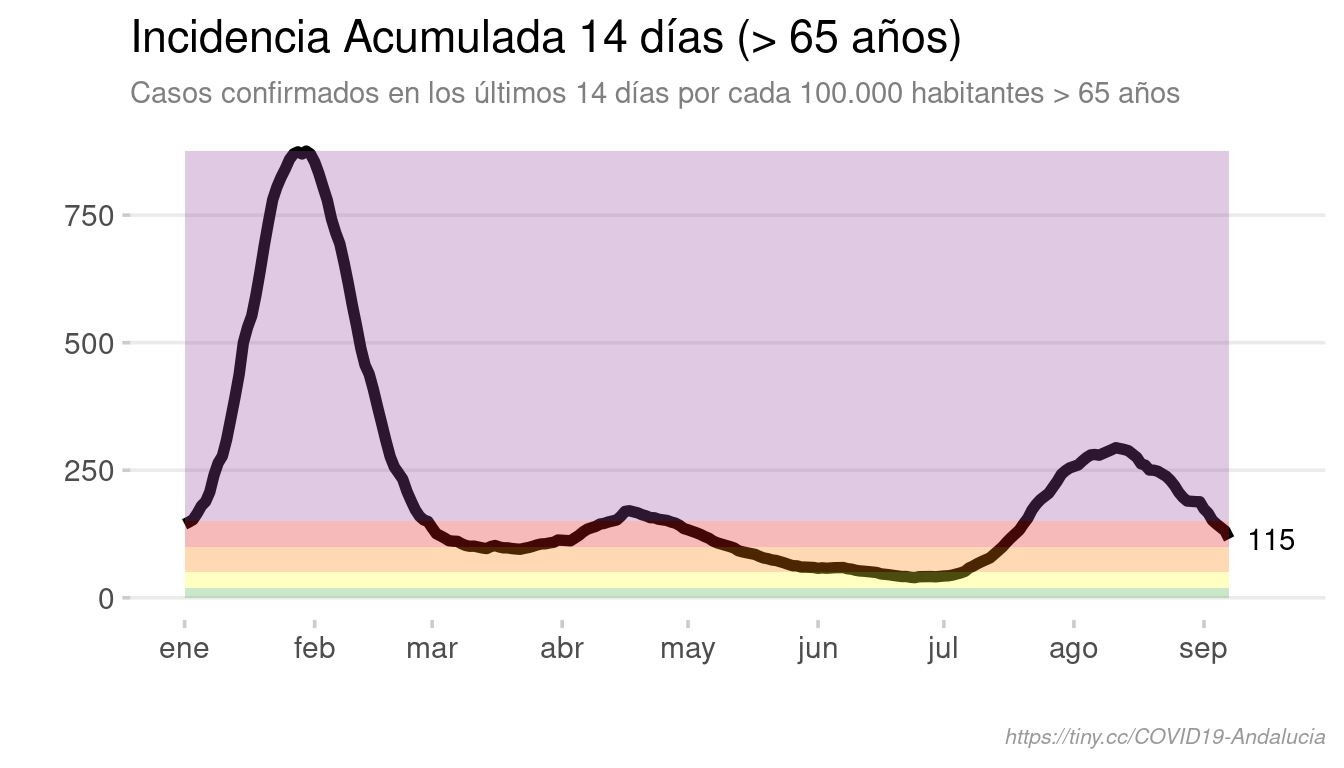 Incidencia Acumulada 14 días (> 65 años)
Casos confirmados en los últimos 14 días por cada 100.000 habitantes > 65 años
750
500
250
115
0
ene feb mar abr may jun jul ago sep
https://tiny.cc/COVID19-Andalucia